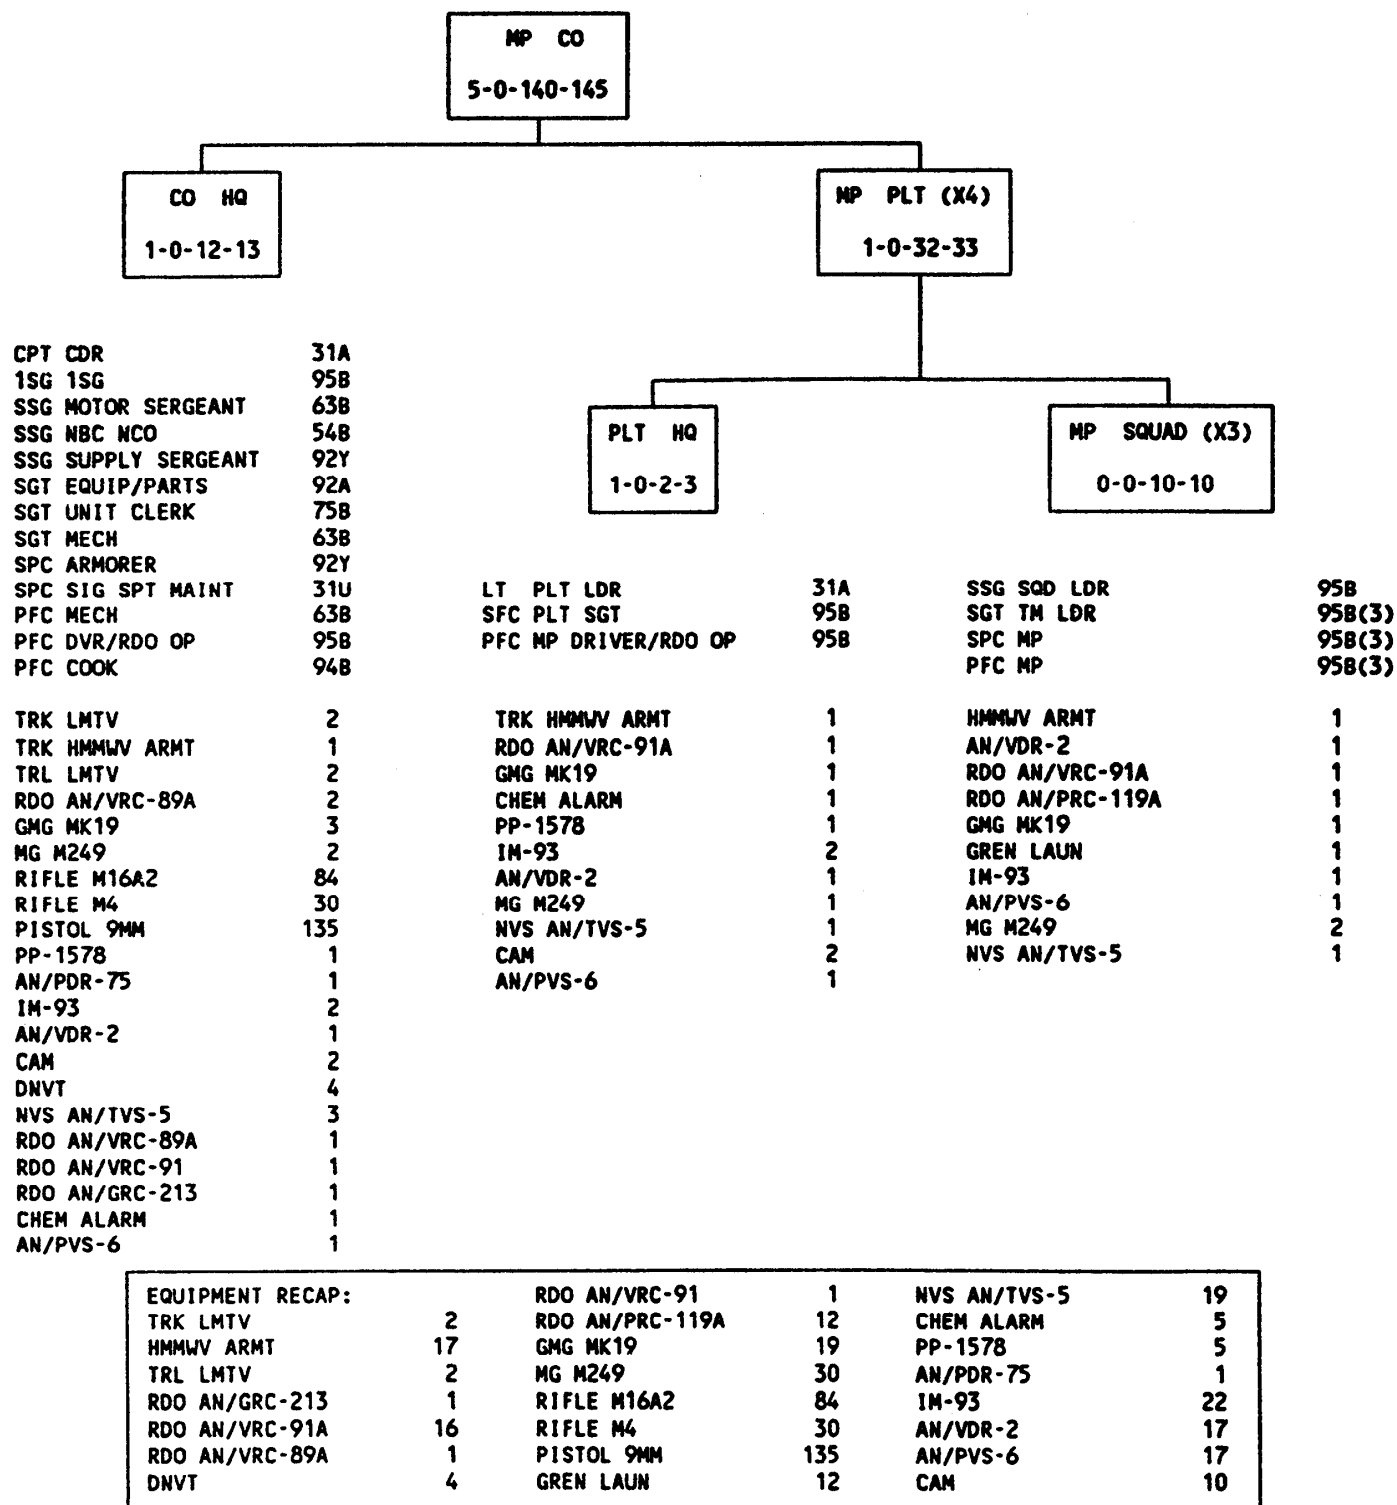 MP CO
5-0-140-145
CO HQ
1-0-12-13
MP PLT (X4)
1-0-32-33
PLT HQ
1-0-2-3
MP SQUAD (X3)
0-0-10-10
CPT CDR 31A
1SG 1SG 95B
SSG MOTOR SERGEANT 63B
SSG NBC NCO 54B
SSG SUPPLY SERGEANT 92Y
SGT EQUIP/PARTS 92A
SGT UNIT CLERK 75B
SGT MECH 63B
SPC ARMORER 92Y
SPC SIG SPT MAINT 31U
PFC MECH 63B
PFC DVR/RDO OP 95B
PFC COOK 94B
TRK LMTV 2
TRK HMMWV ARMT 1
TRL LMTV 2
RDO AN/VRC-89A 2
GMG MK19 3
MG M249 2
RIFLE M16A2 84
RIFLE M4 30
PISTOL 9MM 135
PP-1578 1
AN/PDR-75 1
IM-93 2
AN/VDR-2 1
CAM 2
DNVT 4
NVS AN/TVS-5 3
RDO AN/VRC-89A 1
RDO AN/VRC-91 1
RDO AN/GRC-213 1
CHEM ALARM 1
AN/PVS-6 1
LT PLT LDR 31A
SFC PLT SGT 95B
PFC MP DRIVER/RDO OP 95B
TRK HMMWV ARMT 1
RDO AN/VRC-91A 1
GMG MK19 1
CHEM ALARM 1
PP-1578 1
IM-93 2
AN/VDR-2 1
MG M249 1
NVS AN/TVS-5 1
CAM 2
AN/PVS-6 1
SSG SQD LDR 95B
SGT TM LDR 95B(3)
SPC MP 95B(3)
PFC MP 95B(3)
HMMWV ARMT 1
AN/VDR-2 1
RDO AN/VRC-91A 1
RDO AN/PRC-119A 1
GMG MK19 1
GREN LAUN 1
IM-93 1
AN/PVS-6 1
MG M249 2
NVS AN/TVS-5 1
EQUIPMENT RECAP:
TRK LMTV 2
HMMWV ARMT 17
TRL LMTV 2
RDO AN/GRC-213 1
RDO AN/VRC-91A 16
RDO AN/VRC-89A 1
DNVT 4
RDO AN/VRC-91 1
RDO AN/PRC-119A 12
GMG MK19 19
MG M249 30
RIFLE M16A2 84
RIFLE M4 30
PISTOL 9MM 135
GREN LAUN 12
NVS AN/TVS-5 19
CHEM ALARM 5
PP-1578 5
AN/PDR-75 1
IM-93 22
AN/VDR-2 17
AN/PVS-6 17
CAM 10